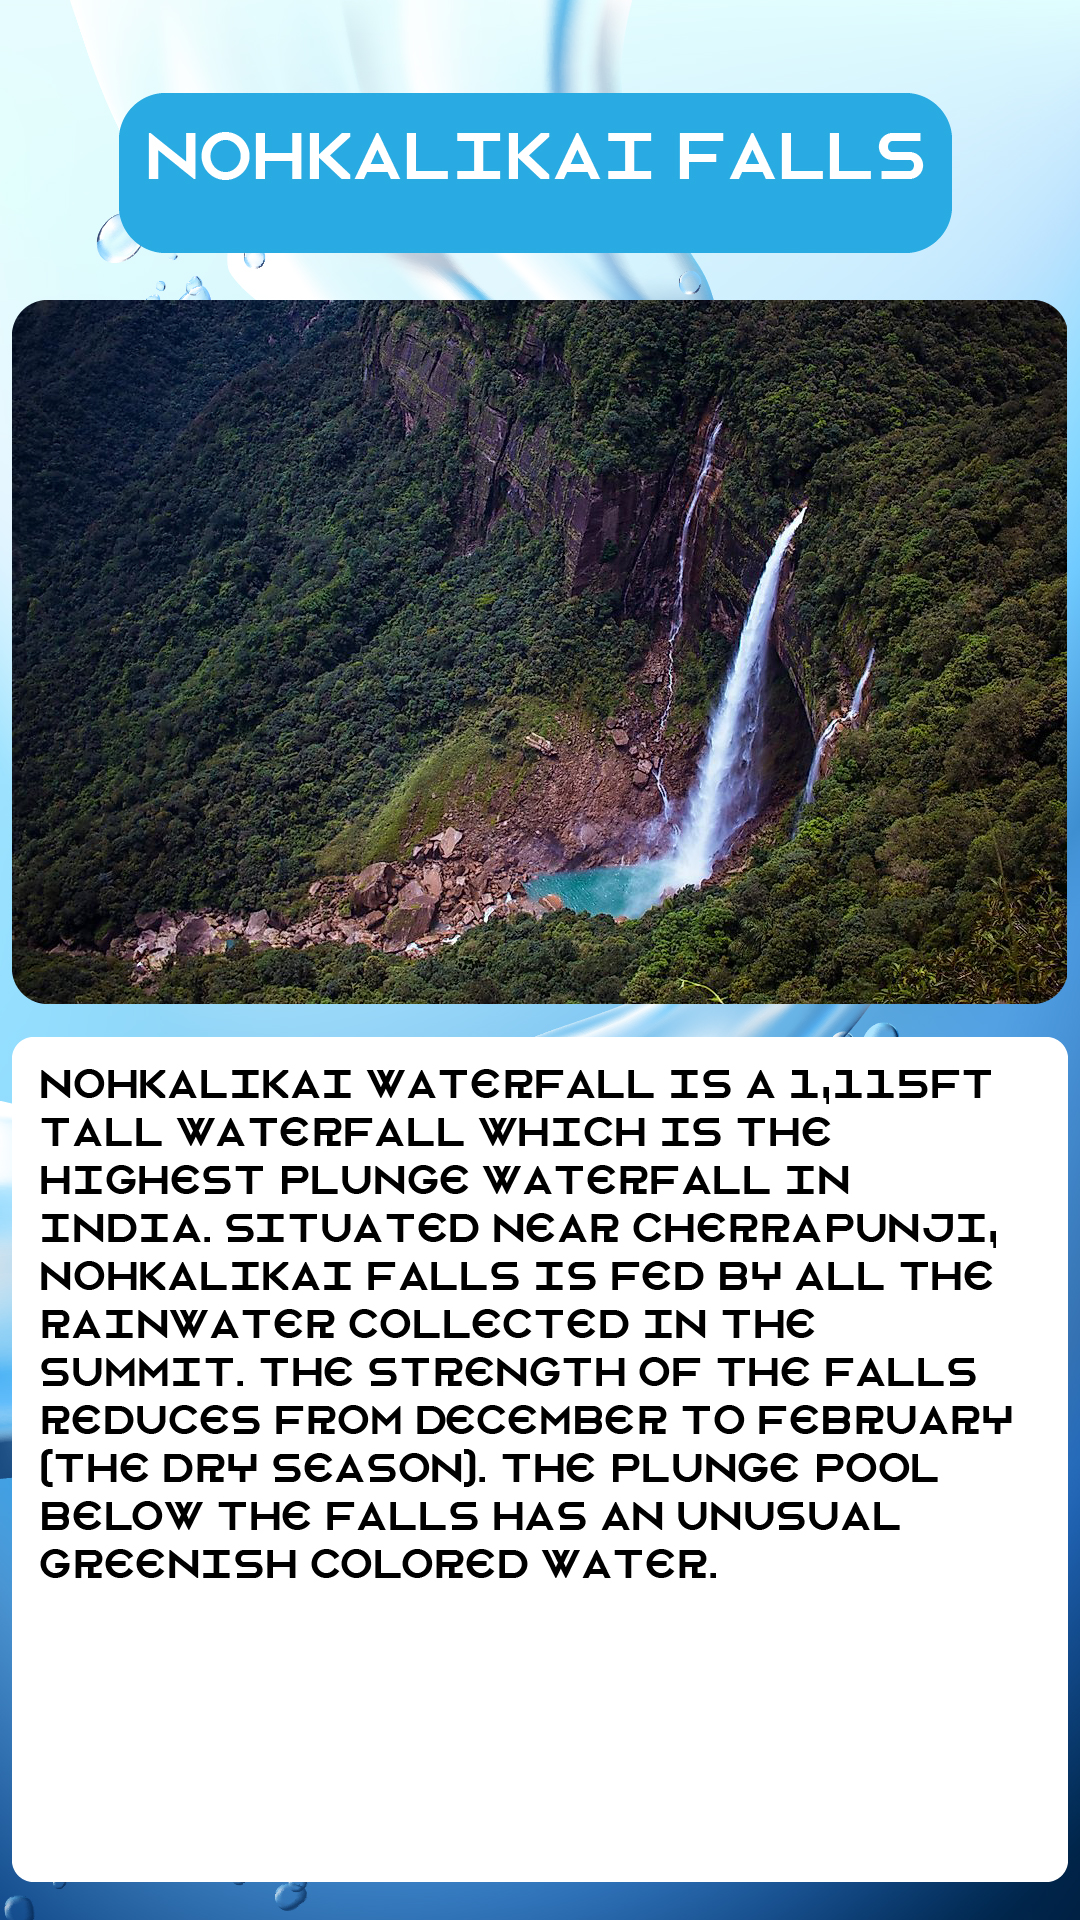 NOHKALIKAI FALLS
NOHKALIKAI WATERFALL IS A 1,115FT
TALL WATERFALL WHICH IS THE
HIGHEST PLUNGE WATERFALL IN
INDIA. SITUATED NEAR CHERRAPUNJI,
NOHKALIKAI FALLS IS FED BY ALL THE
RAINWATER COLLECTED IN THE
SUMMIT. THE STRENGTH OF THE FALLS
REDUCES FROM DECEMBER TO FEBRUARY
(THE DRY SEASON). THE PLUNGE POOL
BELOW THE FALLS HAS AN UNUSUAL
GREENISH COLORED WATER.